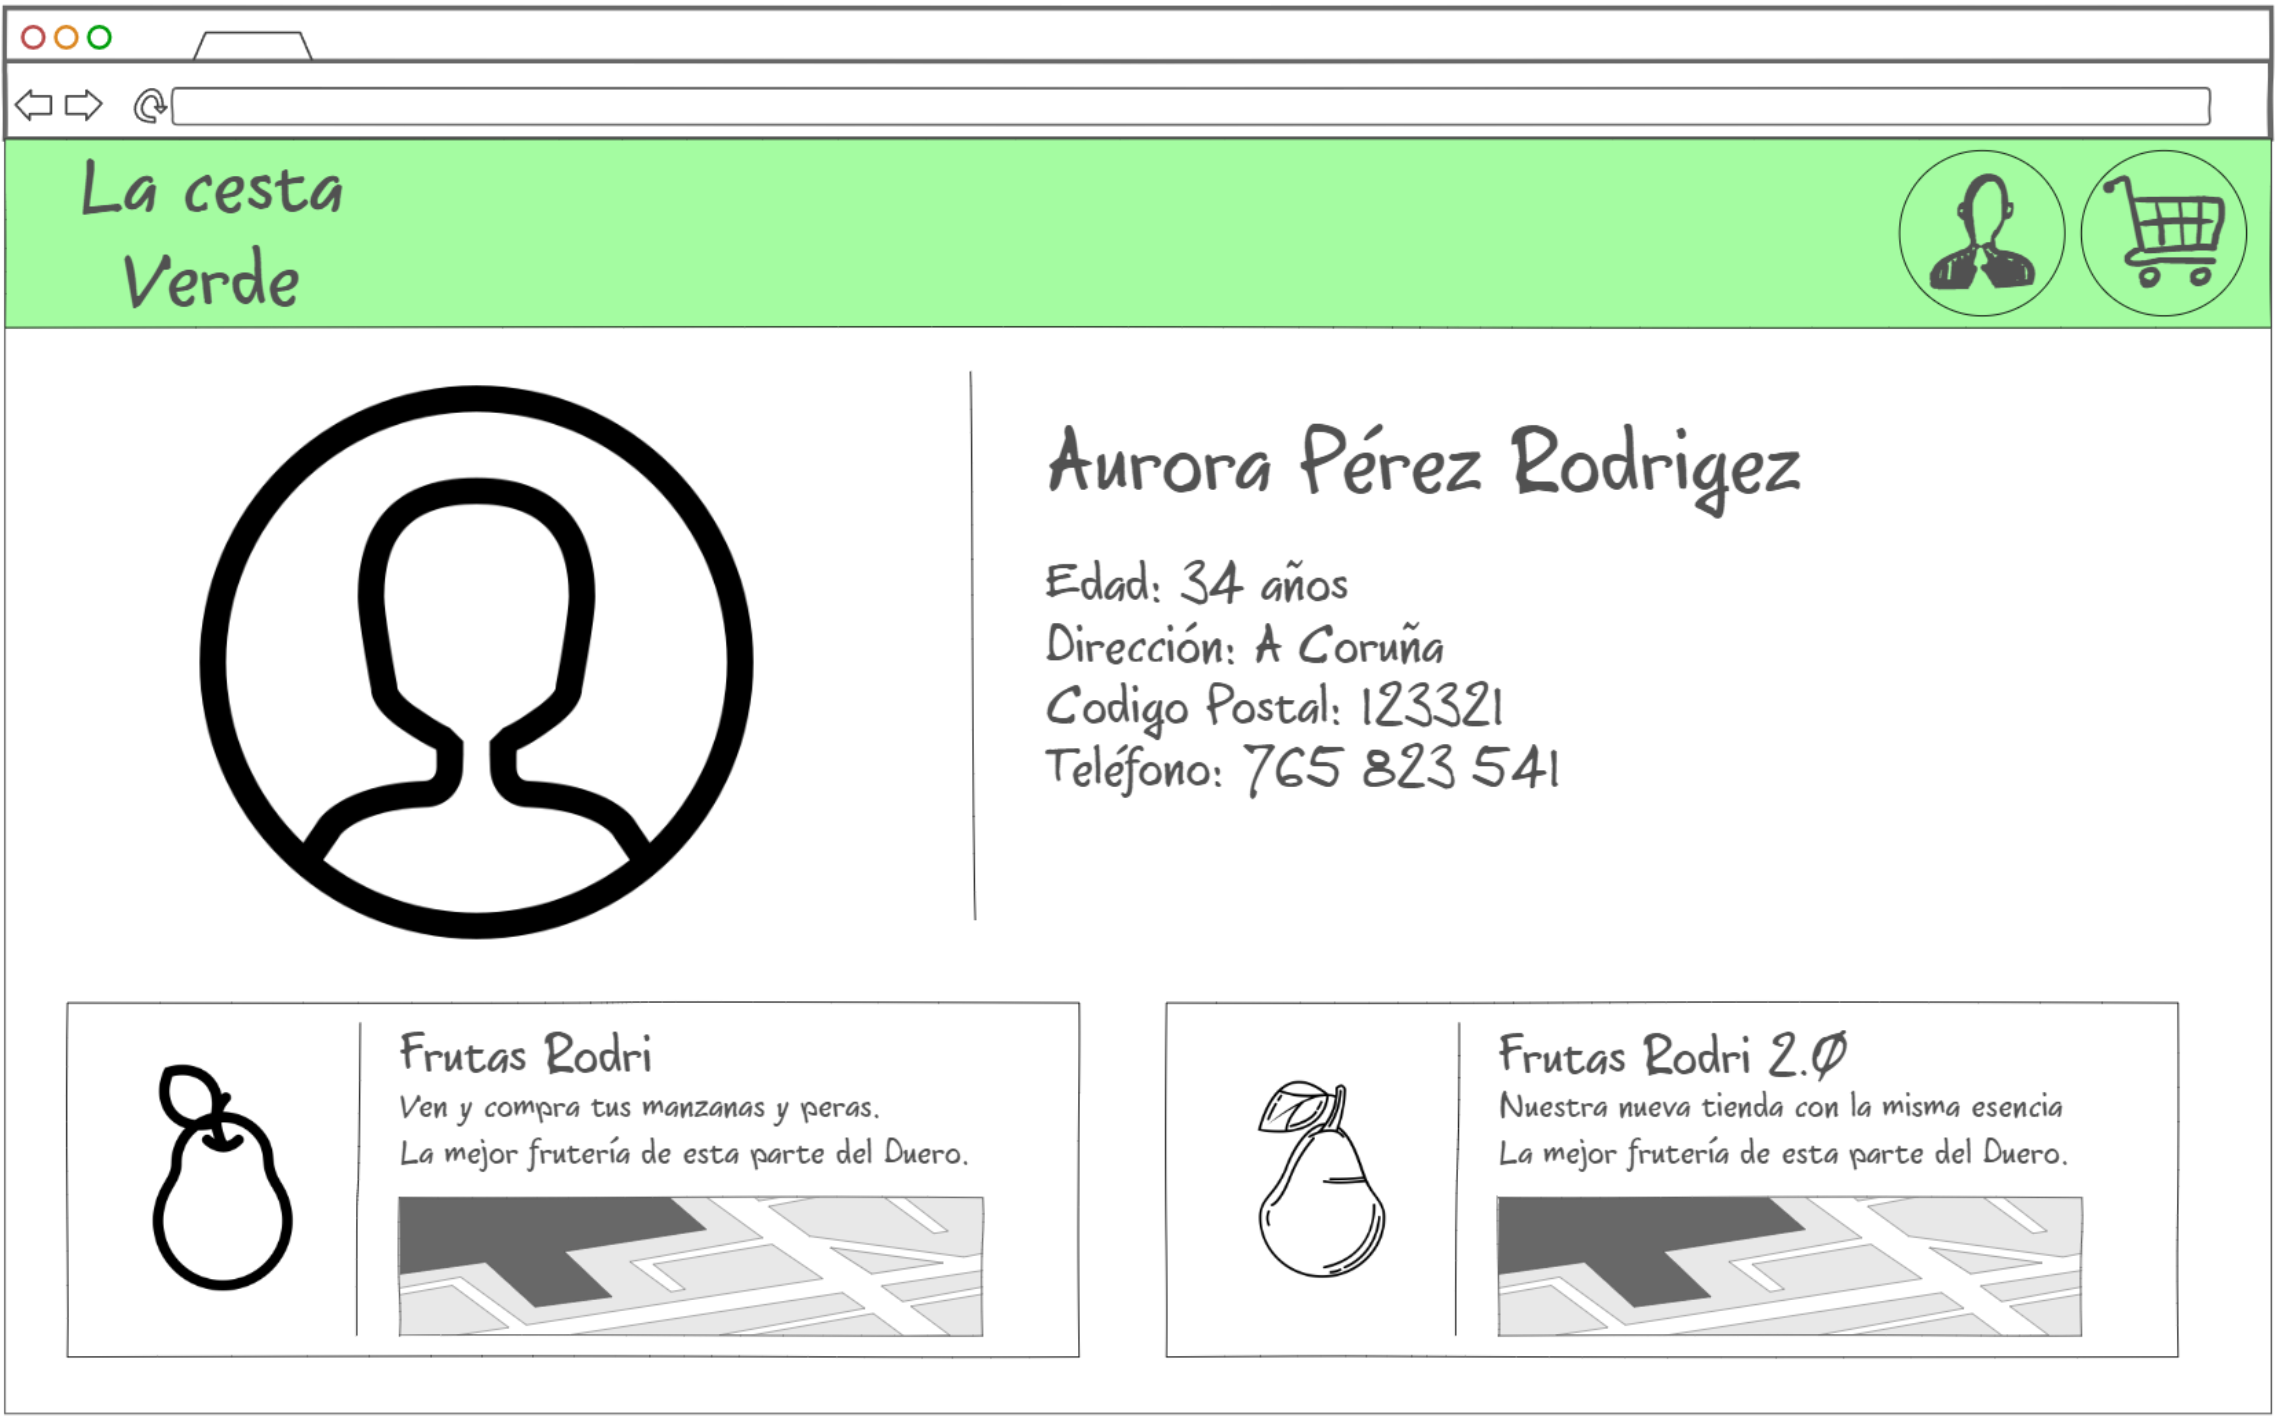 La cesta
Verde
Aurora Pérez Rodrigez
Edad: 34 años
Dirección: A Coruña
Codigo Postal: 123321
Teléfono: 765 823 541
Frutas Rodri
Ven y compra tus manzanas y peras.
La mejor frutería de esta parte del Duero.
Frutas Rodri 2.0
Nuestra nueva tienda con la misma esencia
La mejor frutería de esta parte del Duero.